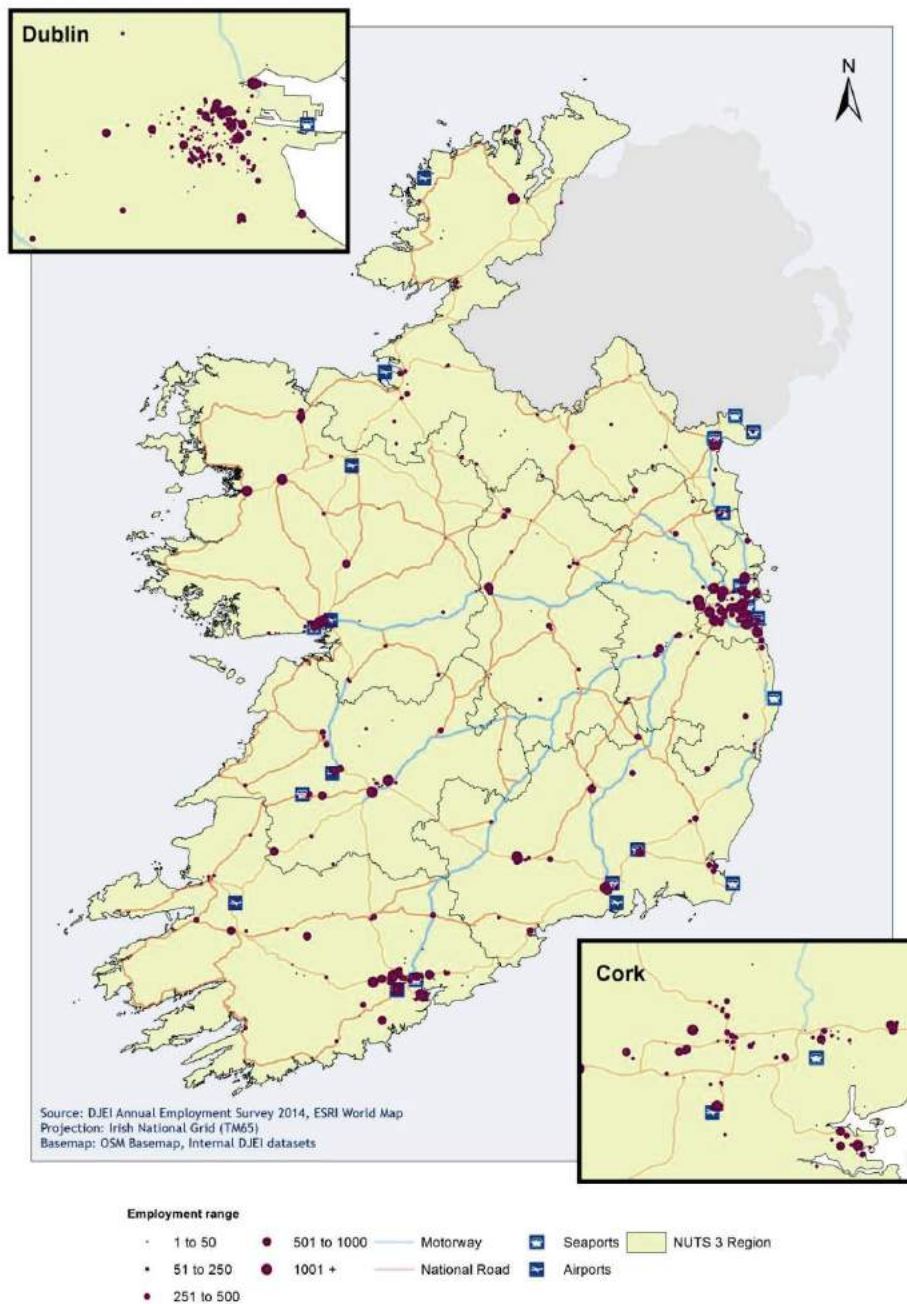 Dublin
N
Cork
Source: DJEI Annual Employment Survey 2014, ESRI World Map
Projection: Irish National Grid (TM65)
Basemap: OSM Basemap, Internal DJEI datasets
Employment range
1 to 50
51 to 250
251 to 500
501 to 1000
1001 +
Motorway
National Road
Seaports
Airports
NUTS 3 Region